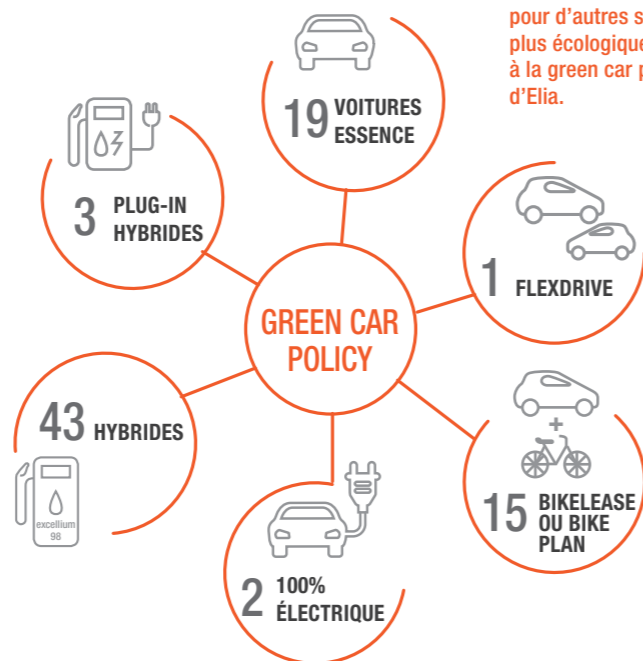 pour d'autres s
plus écologique
à la green car p
d'Elia.
19 VOITURES
ESSENCE
3 PLUG-IN
HYBRIDES
1 FLEXDRIVE
GREEN CAR
POLICY
43 HYBRIDES
excellium
98
+
15 BIKELEASE
OU BIKE
PLAN
2 100%
ÉLECTRIQUE